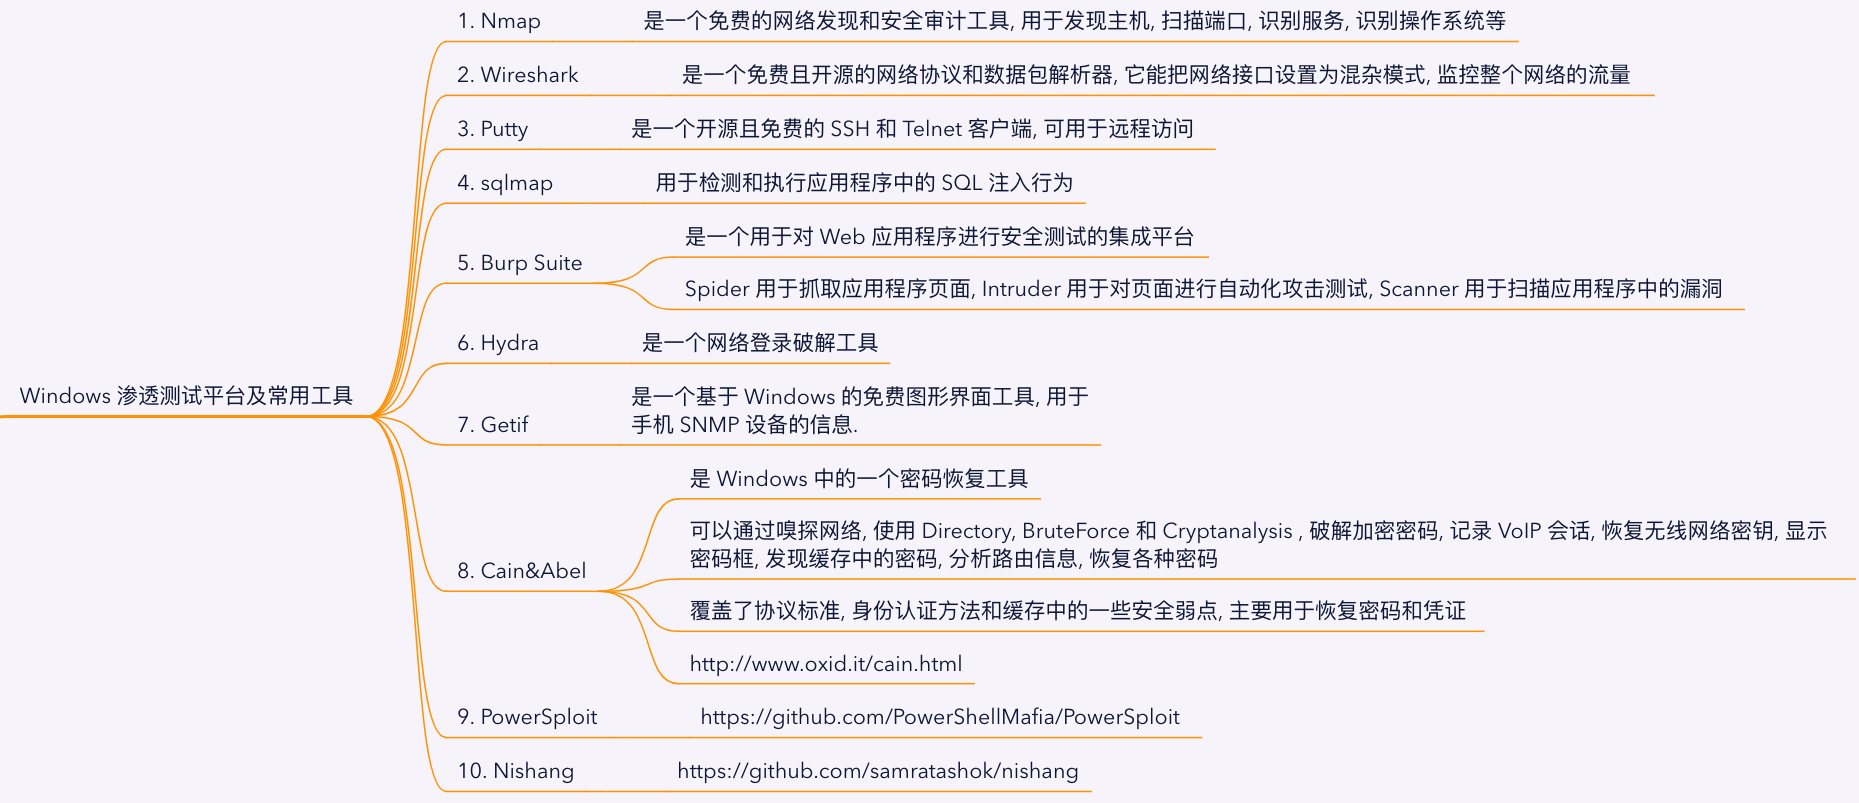 Windows 渗透测试平台及常用工具
1. Nmap
是一个免费的网络发现和安全审计工具, 用于发现主机, 扫描端口, 识别服务, 识别操作系统等
2. Wireshark
是一个免费且开源的网络协议和数据包解析器, 它能把网络接口设置为混杂模式, 监控整个网络的流量
3. Putty
是一个开源且免费的 SSH 和 Telnet 客户端, 可用于远程访问
4. sqlmap
用于检测和执行应用程序中的 SQL 注入行为
5. Burp Suite
是一个用于对 Web 应用程序进行安全测试的集成平台
Spider 用于抓取应用程序页面, Intruder 用于对页面进行自动化攻击测试, Scanner 用于扫描应用程序中的漏洞
6. Hydra
是一个网络登录破解工具
7. Getif
是一个基于 Windows 的免费图形界面工具, 用于
手机 SNMP 设备的信息.
8. Cain&Abel
是 Windows 中的一个密码恢复工具
可以通过嗅探网络, 使用 Directory, BruteForce 和 Cryptanalysis , 破解加密密码, 记录 VoIP 会话, 恢复无线网络密钥, 显示
密码框, 发现缓存中的密码, 分析路由信息, 恢复各种密码
覆盖了协议标准, 身份认证方法和缓存中的一些安全弱点, 主要用于恢复密码和凭证
http://www.oxid.it/cain.html
9. PowerSploit
https://github.com/PowerShellMafia/PowerSploit
10. Nishang
https://github.com/samratashok/nishang